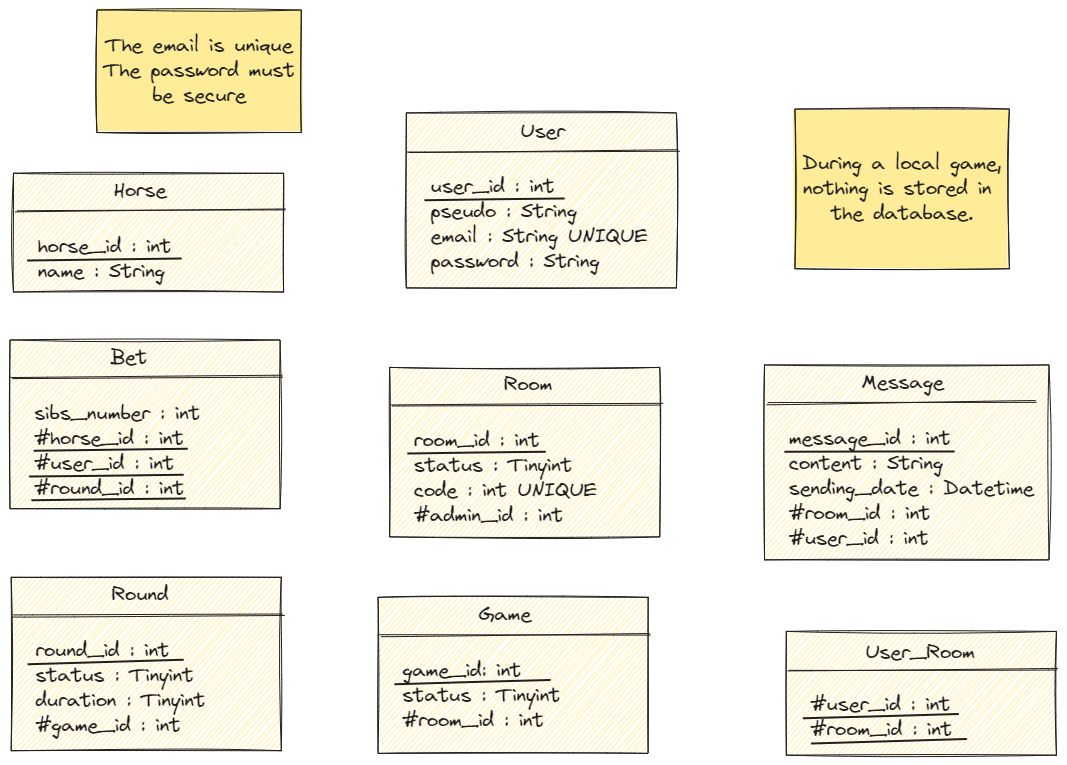 The email is unique
The password must
be secure
User
user_id : int
pseudo : String
email : String UNIQUE
password : String
During a local game,
nothing is stored in
the database.
Horse
horse_id : int
name : String
Bet
sibs_number : int
#horse_id : int
#user_id : int
#round_id : int
Room
room_id : int
status : Tinyint
code : int UNIQUE
#admin_id : int
Message
message_id : int
content : String
sending_date : Datetime
#room_id : int
#user_id : int
Round
round_id : int
status : Tinyint
duration : Tinyint
#game_id : int
Game
game_id: int
status : Tinyint
#room_id : int
User_Room
#user_id : int
#room_id : int